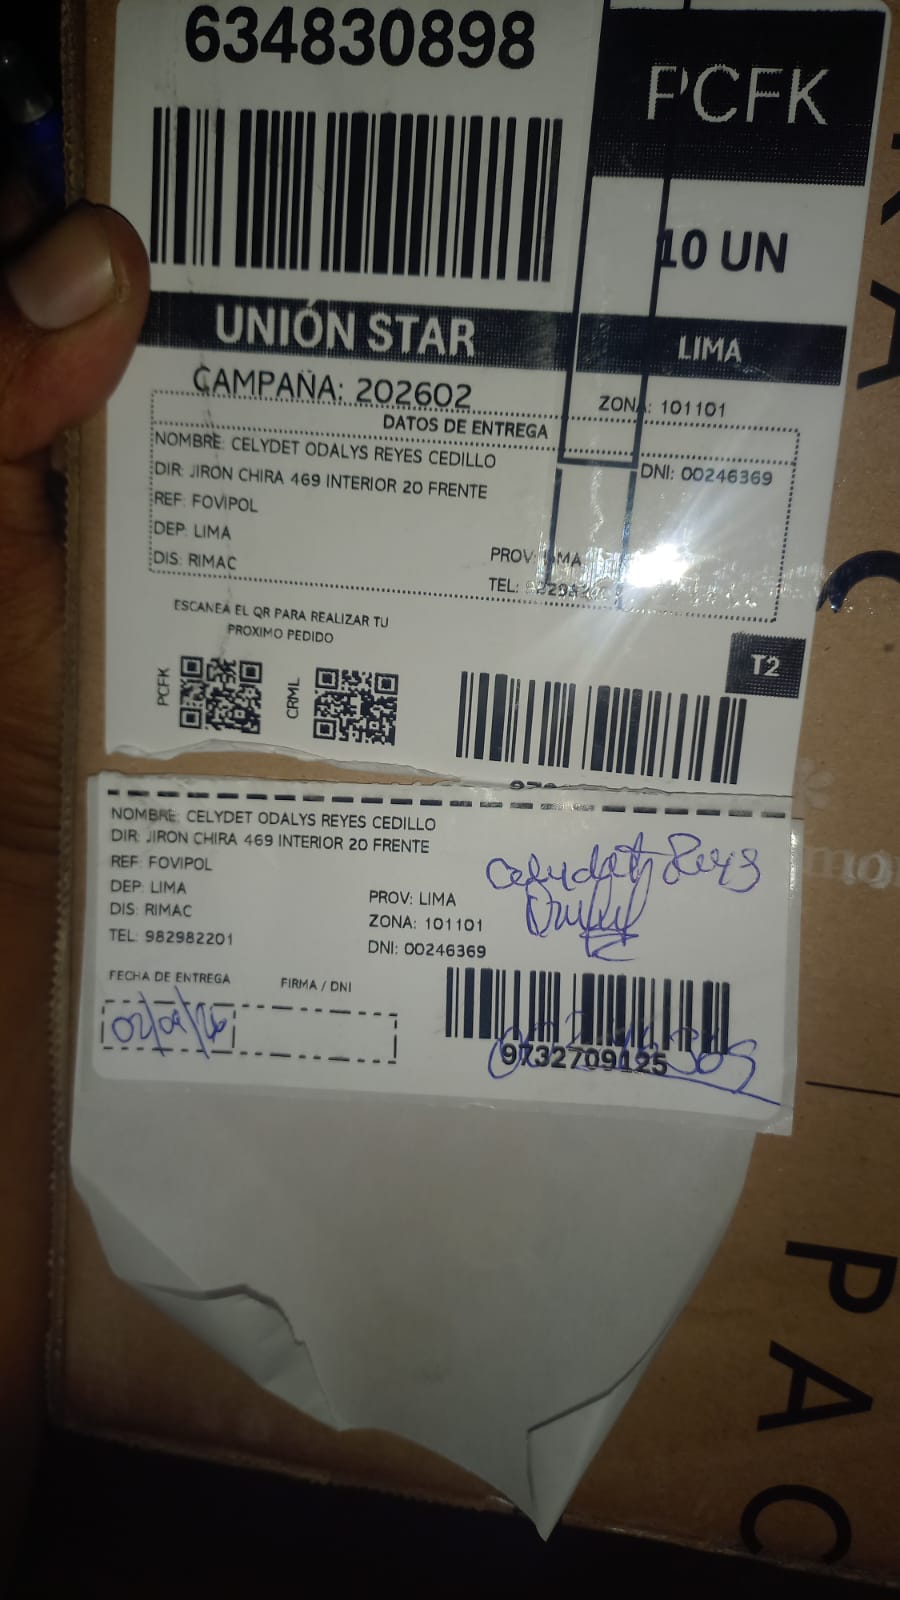 634830898
PCFK
10 UN
UNIÓN STAR
LIMA
CAMPAÑA: 202602
ZONA: 101101
DATOS DE ENTREGA
NOMBRE: CELYDET ODALYS REYES CEDILLO
DNI: 00246369
DIR: JIRON CHIRA 469 INTERIOR 20 FRENTE
REF: FOVIPOL
DEP: LIMA
PROV: LIMA
DIS: RIMAC
TEL:
ESCANEA EL QR PARA REALIZAR TU
PROXIMO PEDIDO
PCFK
CRML
T2
NOMBRE: CELYDET ODALYS REYES CEDILLO
DIR: JIRON CHIRA 469 INTERIOR 20 FRENTE
REF: FOVIPOL
DEP: LIMA
PROV: LIMA
DIS: RIMAC
ZONA: 101101
TEL: 982982201
DNI: 00246369
FECHA DE ENTREGA
FIRMA / DNI
9732709125
PAC